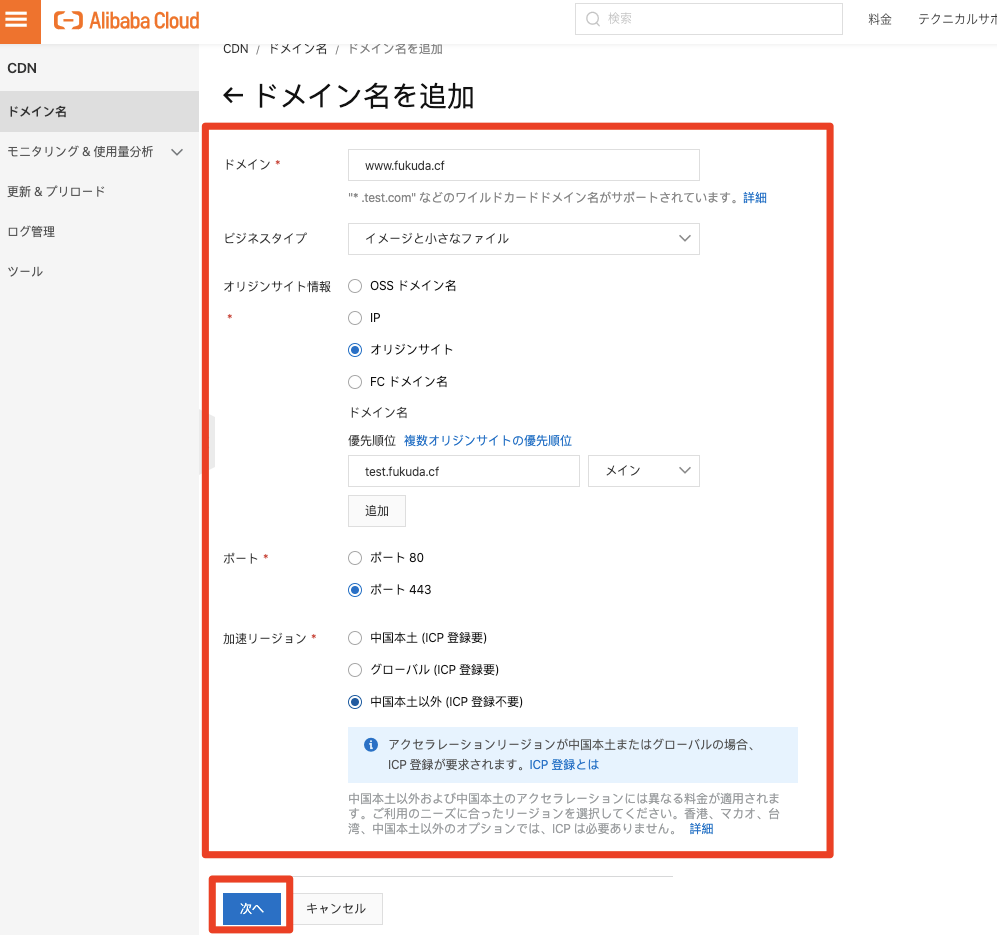 Alibaba Cloud
検索
料金
テクニカルサポ
CDN / ドメイン名 / ドメイン名を追加
CDN
ドメイン名
モニタリング & 使用量分析
更新 & プリロード
ログ管理
ツール
← ドメイン名を追加
ドメイン *
www.fukuda.cf
"* .test.com" などのワイルドカードドメイン名がサポートされています。詳細
ビジネスタイプ
イメージと小さなファイル
オリジンサイト情報
*
OSS ドメイン名
IP
オリジンサイト
FC ドメイン名
ドメイン名
優先順位 複数オリジンサイトの優先順位
test.fukuda.cf
メイン
追加
ポート *
ポート 80
ポート 443
加速リージョン *
中国本土 (ICP 登録要)
グローバル (ICP 登録要)
中国本土以外 (ICP 登録不要)
アクセラレーションリージョンが中国本土またはグローバルの場合、
ICP 登録が要求されます。ICP 登録とは
中国本土以外および中国本土のアクセラレーションには異なる料金が適用されま
す。ご利用のニーズに合ったリージョンを選択してください。香港、マカオ、台
湾、中国本土以外のオプションでは、ICP は必要ありません。 詳細
次へ
キャンセル